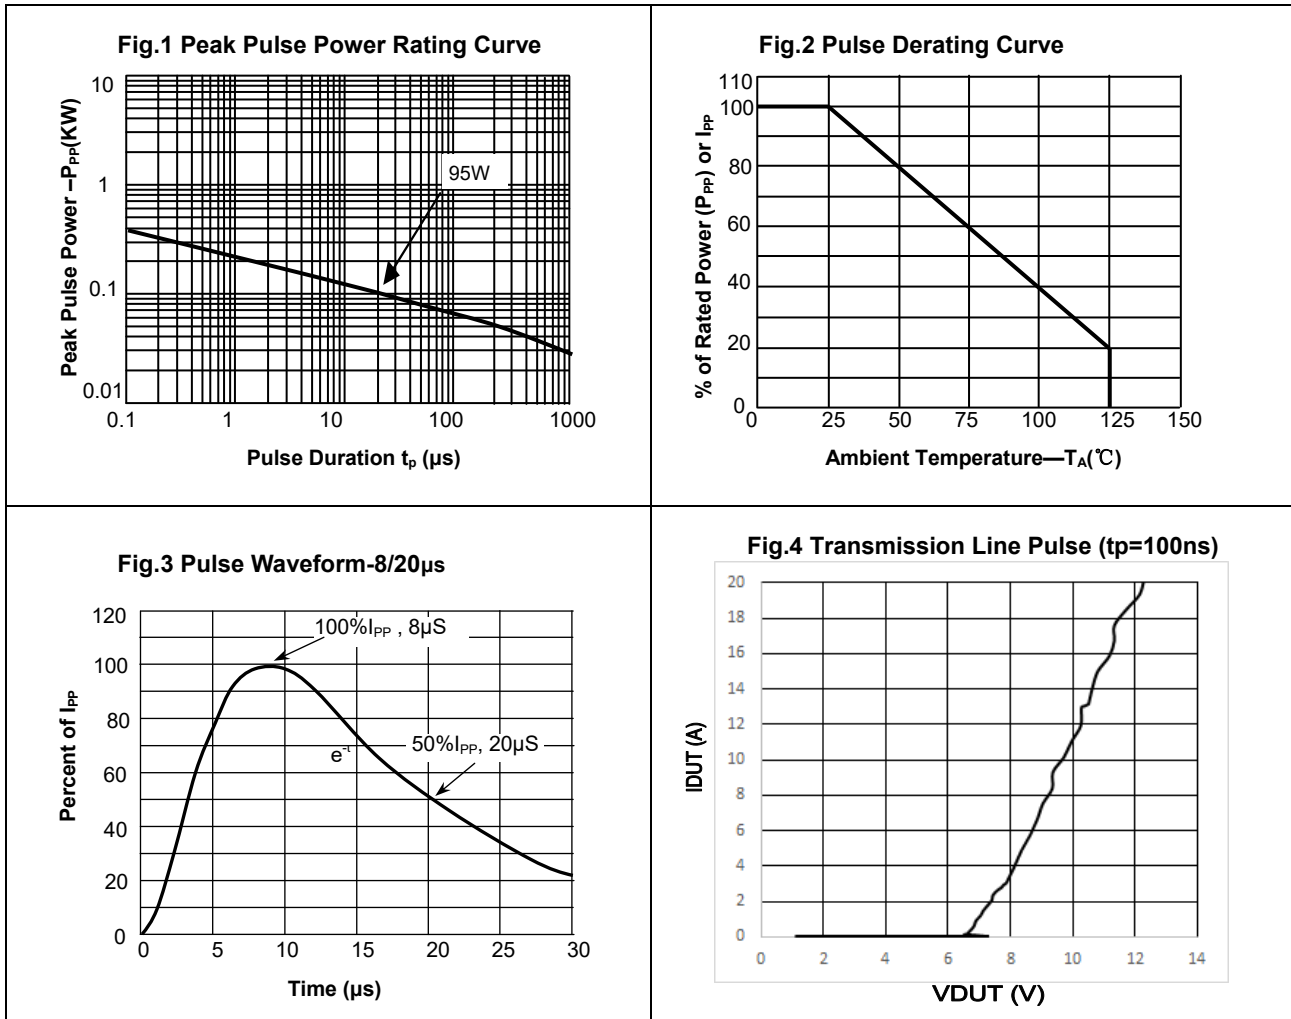 Fig.1 Peak Pulse Power Rating Curve
Peak Pulse Power –PPP(KW)
10
1
0.1
0.01
95W
0.1 1 10 100 1000
Pulse Duration tp (µs)
Fig.2 Pulse Derating Curve
% of Rated Power (PPP) or IPP
110
100
80
60
40
20
0
0 25 50 75 100 125 150
Ambient Temperature—TA(℃)
Fig.3 Pulse Waveform-8/20µs
Percent of IPP
120
100
80
60
40
20
0
100%IPP , 8µS
e-t
50%IPP, 20µS
0 5 10 15 20 25 30
Time (µs)
Fig.4 Transmission Line Pulse (tp=100ns)
IDUT (A)
20
18
16
14
12
10
8
6
4
2
0
0 2 4 6 8 10 12 14
VDUT (V)